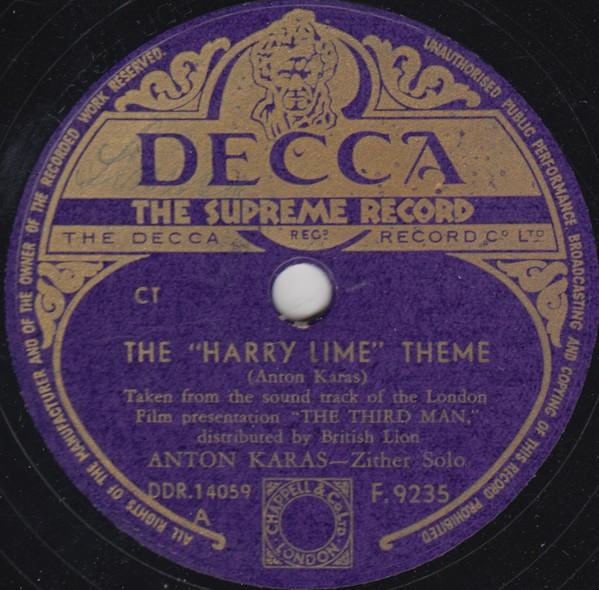 ALL RIGHTS OF THE MANUFACTURER AND OF THE OWNER OF THE RECORDED WORK RESERVED.
UNAUTHORISED PUBLIC PERFORMANCE, BROADCASTING AND COPYING OF THIS RECORD PROHIBITED
DECCA
THE SUPREME RECORD
THE DECCA REGD RECORD CO LTD
CT
THE "HARRY LIME" THEME
(Anton Karas)
Taken from the sound track of the London
Film presentation "THE THIRD MAN,"
distributed by British Lion
ANTON KARAS—Zither Solo
DDR.14059 F. 9235
A
CHAPPELL & CO LTD
LONDON